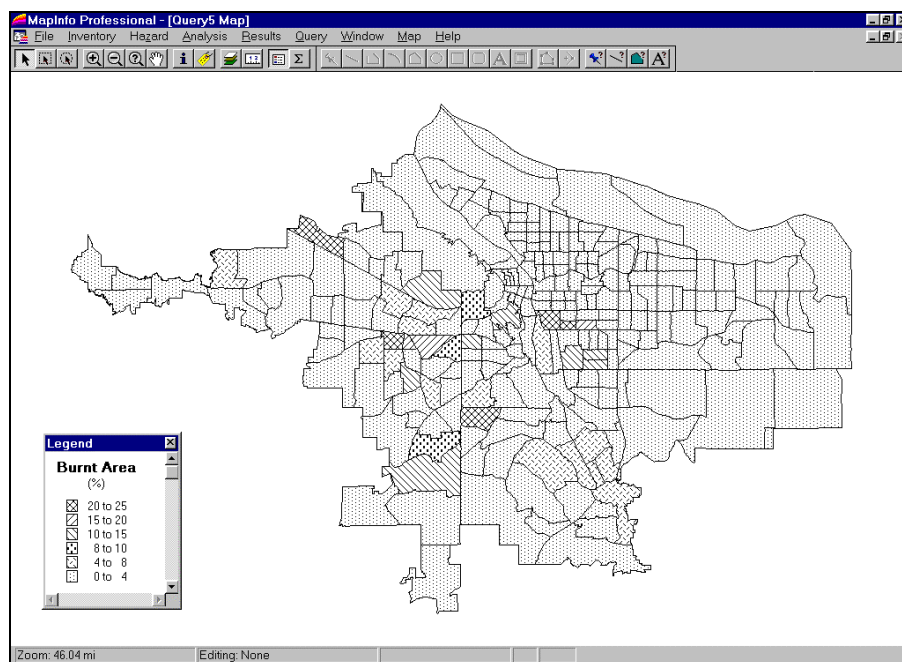 MapInfo Professional - [Query5 Map]
File Inventory Hazard Analysis Results Query Window Map Help
Legend
Burnt Area
(%)
20 to 25
15 to 20
10 to 15
8 to 10
4 to 8
0 to 4
Zoom: 46.04 mi Editing: None